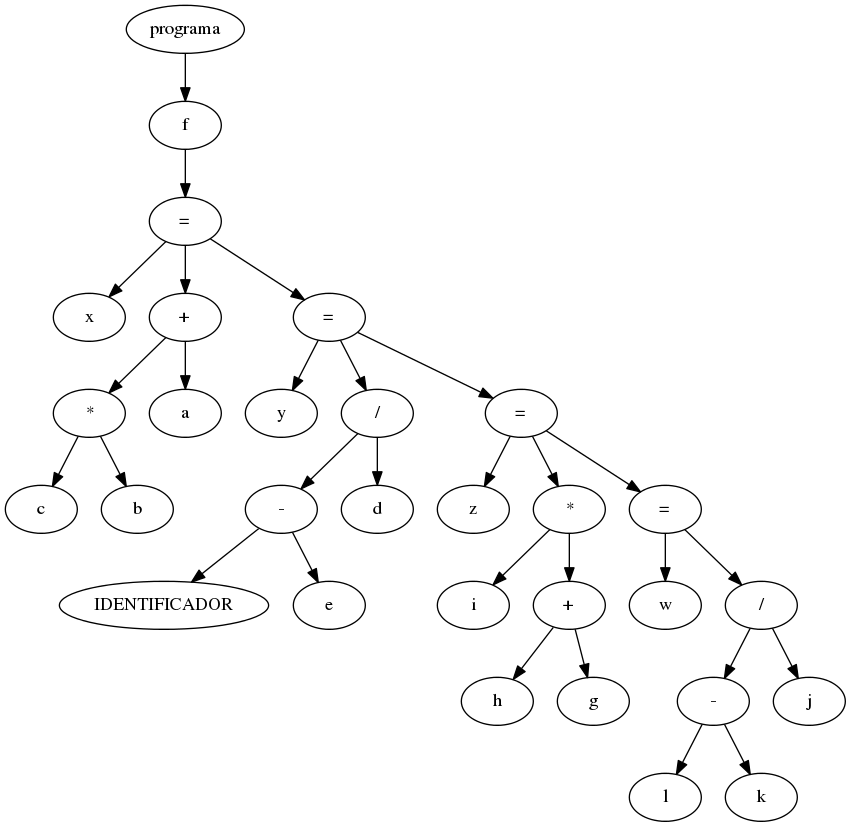 programa
f
=
x + =
* a y / =
c b - d z * =
IDENTIFICADOR e i + w /
h g - j
l k